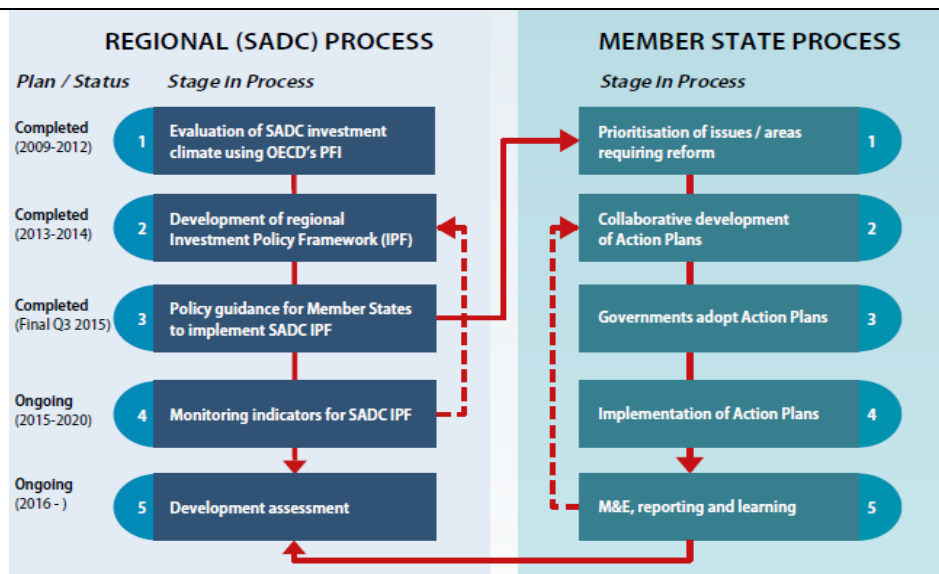 REGIONAL (SADC) PROCESS
Plan / Status
Stage in Process
Completed
(2009-2012)
1
Evaluation of SADC investment
climate using OECD's PFI
Completed
(2013-2014)
2
Development of regional
Investment Policy Framework (IPF)
Completed
(Final Q3 2015)
3
Policy guidance for Member States
to implement SADC IPF
Ongoing
(2015-2020)
4
Monitoring indicators for SADC IPF
Ongoing
(2016 - )
5
Development assessment
MEMBER STATE PROCESS
Stage in Process
Prioritisation of issues / areas
requiring reform
1
Collaborative development
of Action Plans
2
Governments adopt Action Plans
3
Implementation of Action Plans
4
M&E, reporting and learning
5